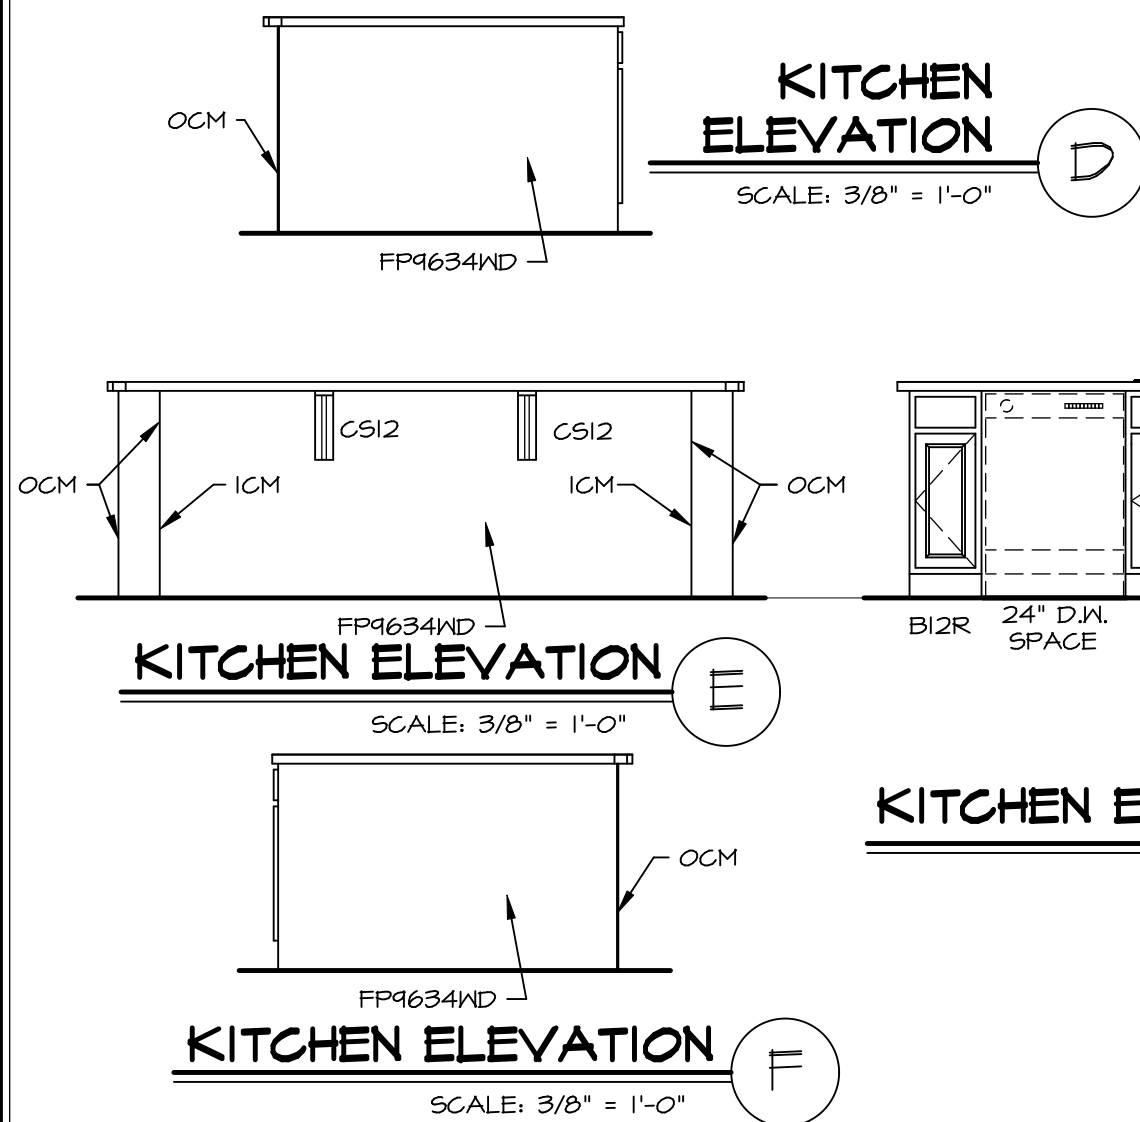 KITCHEN
ELEVATION
D
SCALE: 3/8" = 1'-0"
OCM
FP9634WD
CS12
CS12
OCM
ICM
ICM
OCM
FP9634WD
B12R
24" D.W.
SPACE
KITCHEN ELEVATION
E
SCALE: 3/8" = 1'-0"
KITCHEN E
OCM
FP9634WD
KITCHEN ELEVATION
F
SCALE: 3/8" = 1'-0"